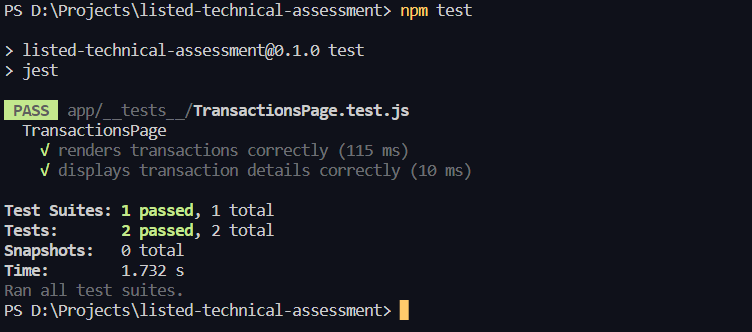 PS D:\Projects\listed-technical-assessment> npm test
> listed-technical-assessment@0.1.0 test
> jest
PASS app/__tests__/TransactionsPage.test.js
TransactionsPage
√ renders transactions correctly (115 ms)
√ displays transaction details correctly (10 ms)
Test Suites: 1 passed, 1 total
Tests: 2 passed, 2 total
Snapshots: 0 total
Time: 1.732 s
Ran all test suites.
PS D:\Projects\listed-technical-assessment>